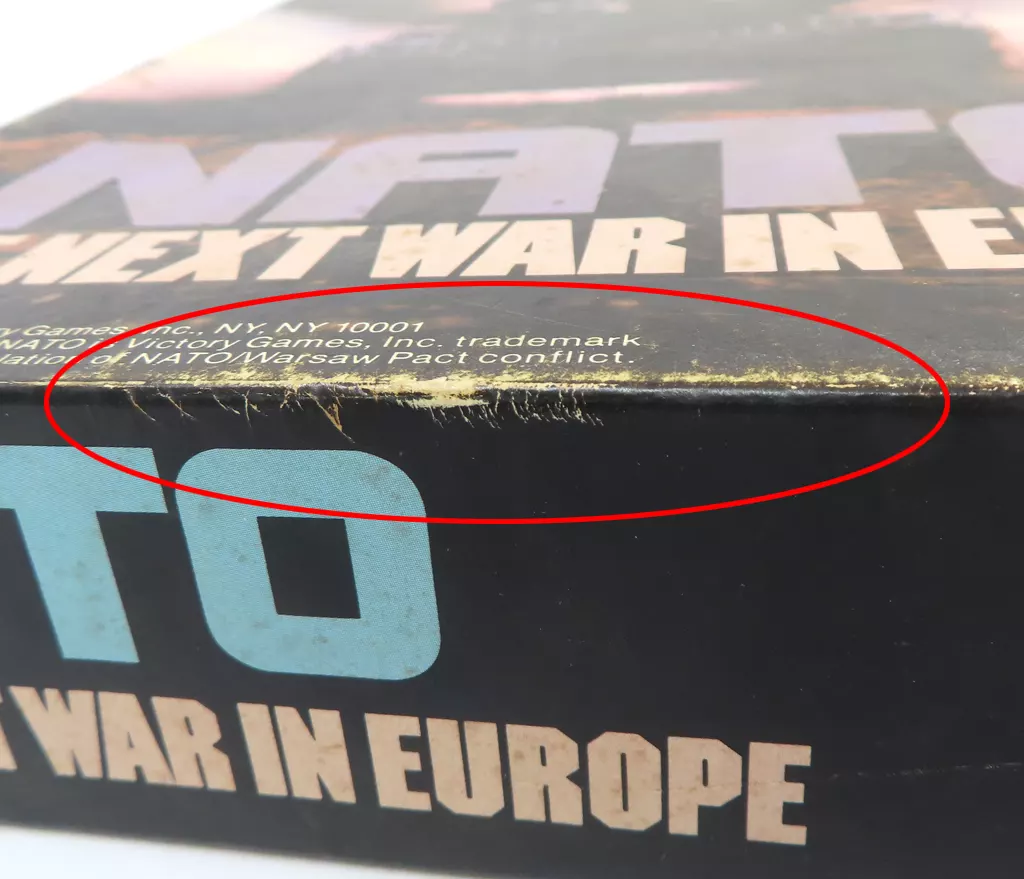 NATO
NEXT WAR IN E
Games, Inc., NY, NY 10001
NATO is Victory Games, Inc. trademark
lation of NATO/Warsaw Pact conflict.
TO
WAR IN EUROPE